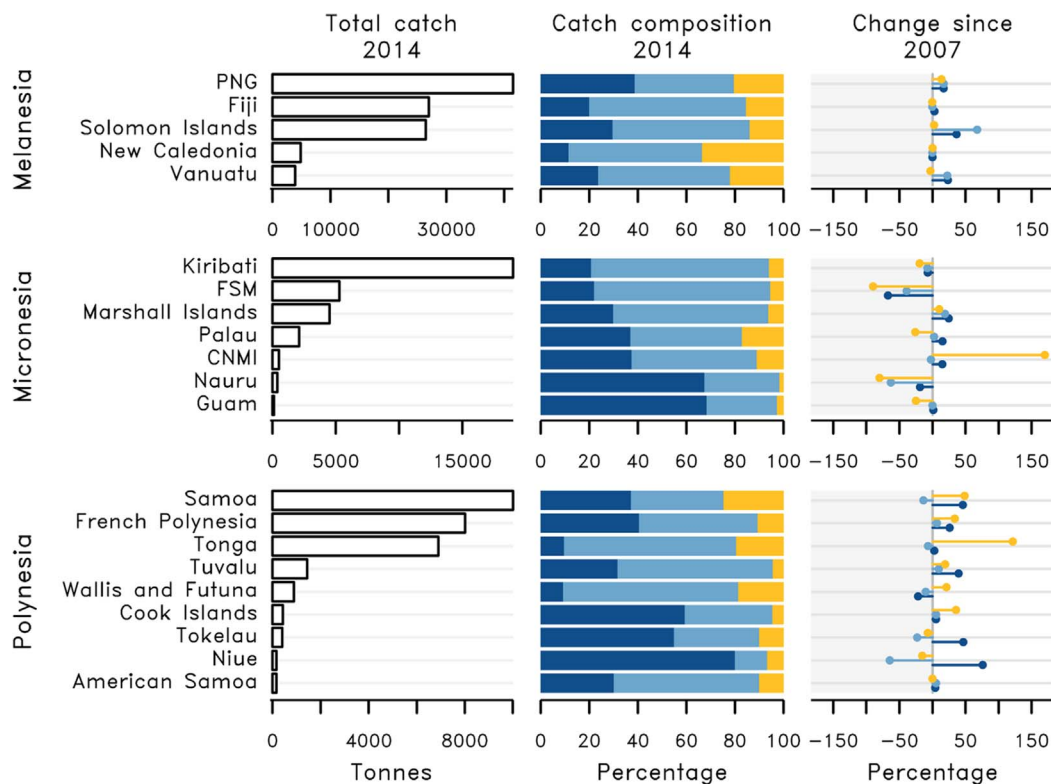 Total catch
2014
Catch composition
2014
Change since
2007
Melanesia
PNG
Fiji
Solomon Islands
New Caledonia
Vanuatu
0 10000 30000
0 20 40 60 80 100
-150 -50 50 150
Micronesia
Kiribati
FSM
Marshall Islands
Palau
CNMI
Nauru
Guam
0 5000 15000
0 20 40 60 80 100
-150 -50 50 150
Polynesia
Samoa
French Polynesia
Tonga
Tuvalu
Wallis and Futuna
Cook Islands
Tokelau
Niue
American Samoa
0 4000 8000
0 20 40 60 80 100
-150 -50 50 150
Tonnes
Percentage
Percentage